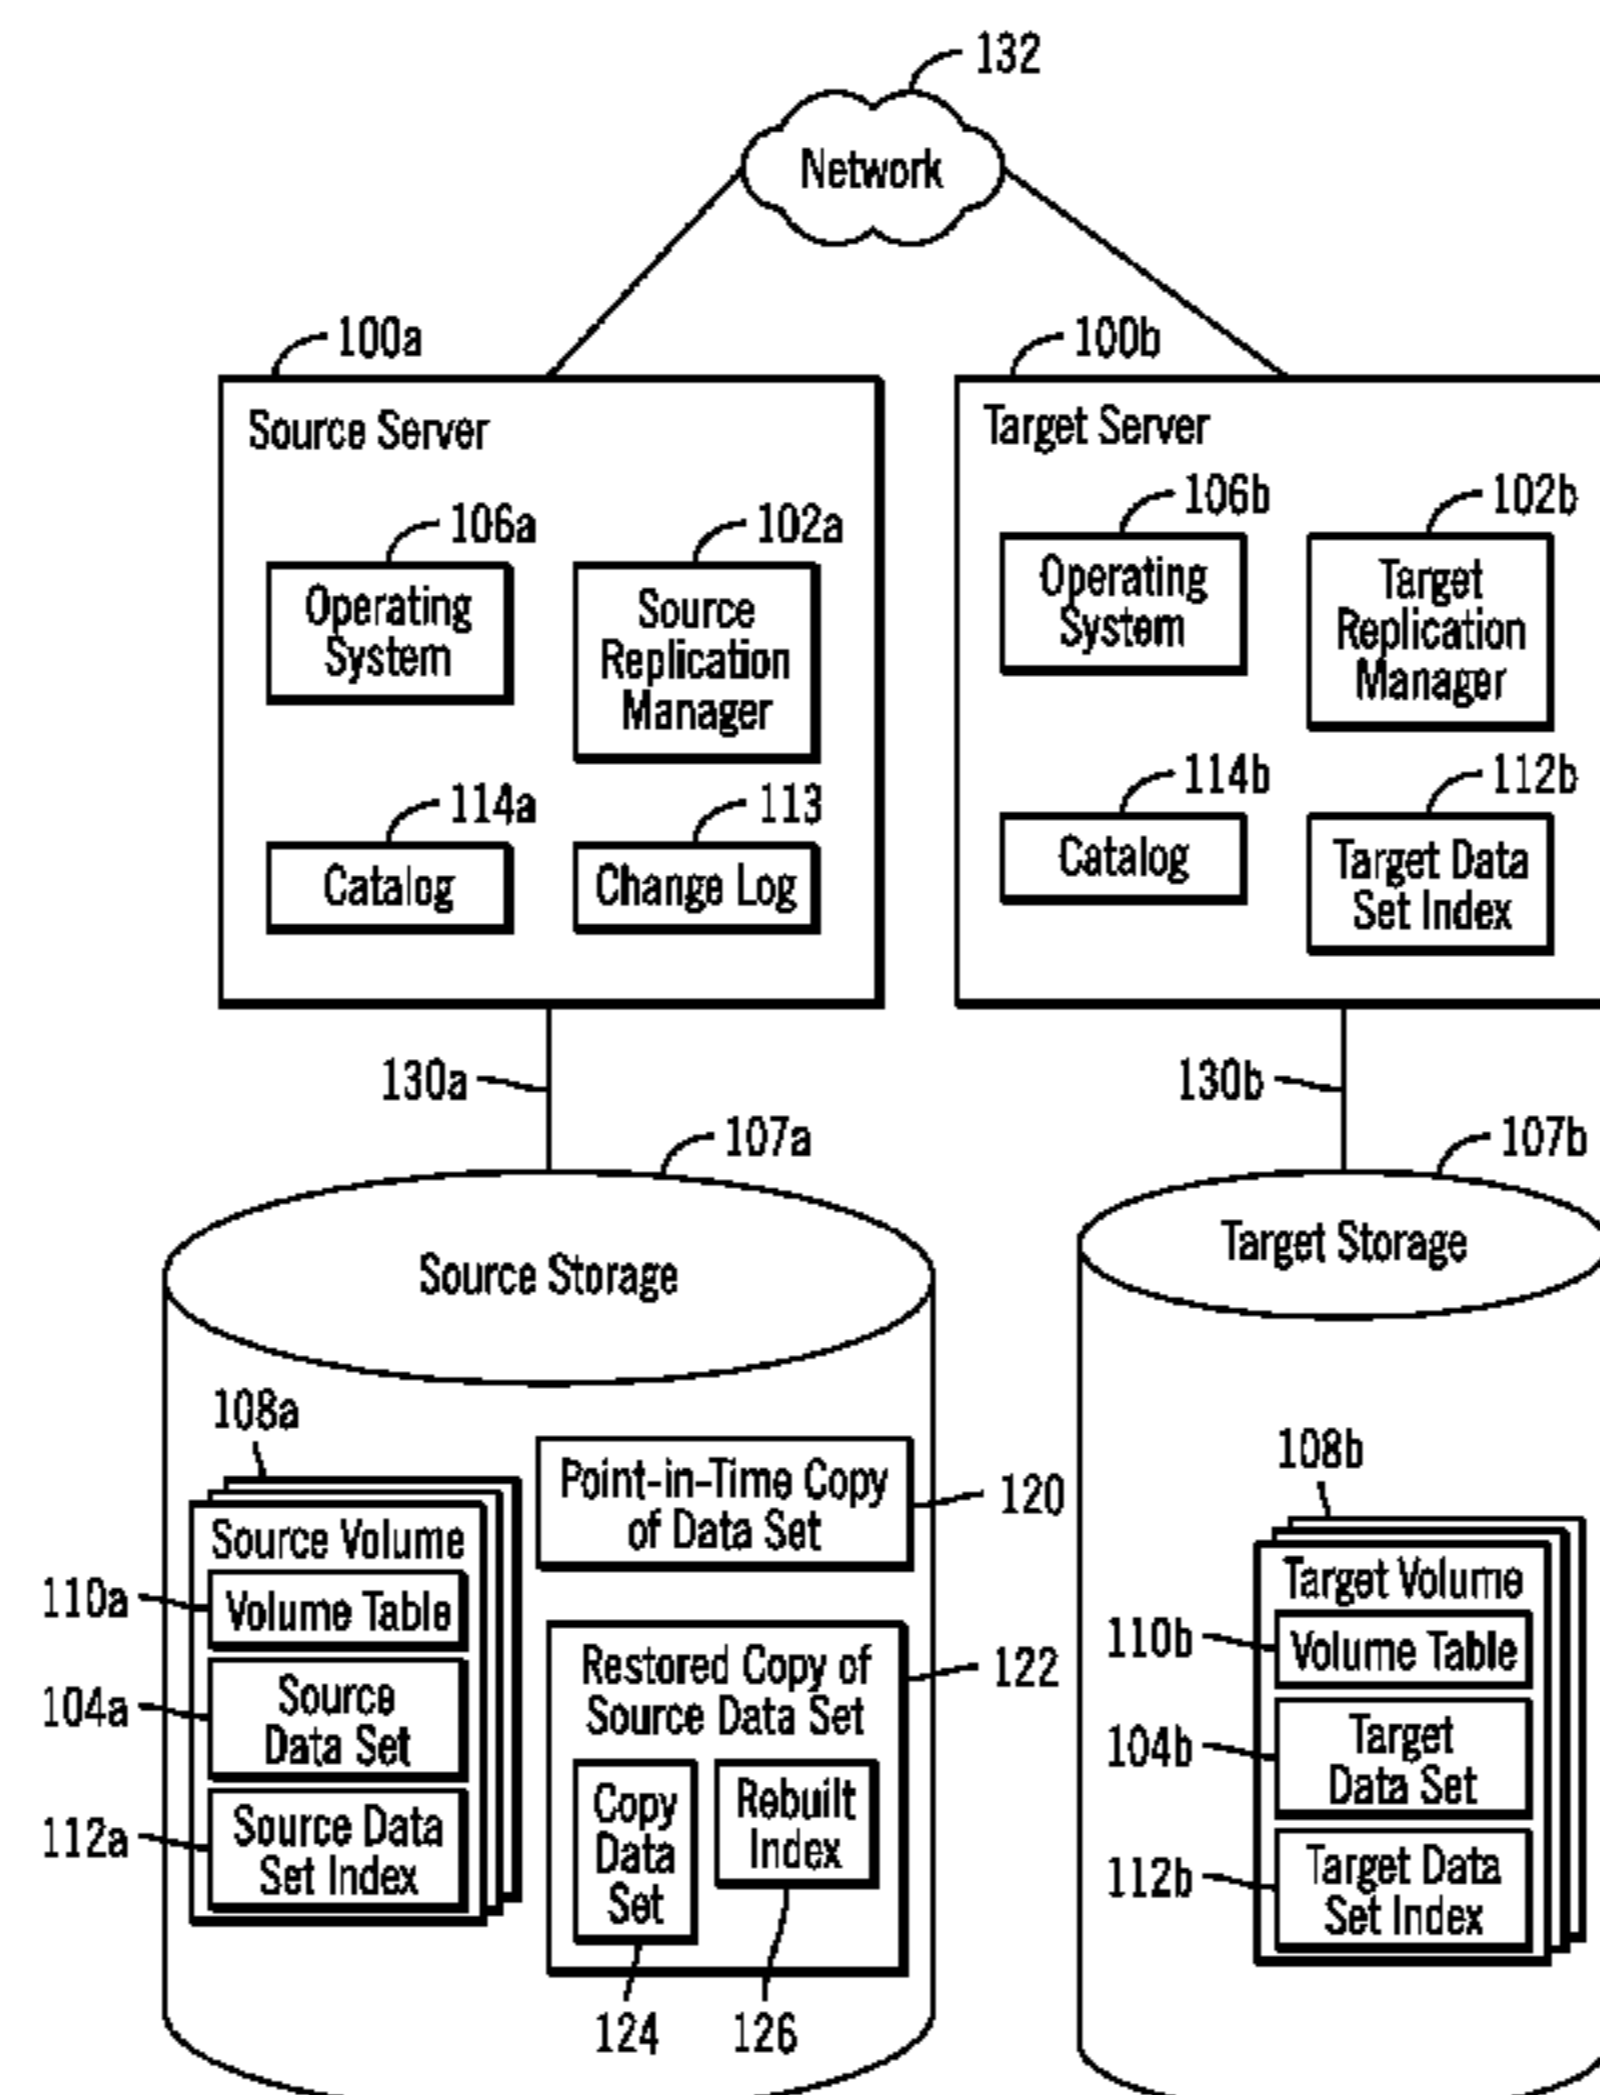 132
Network
100a
Source Server
106a
Operating
System
102a
Source
Replication
Manager
114a
Catalog
113
Change Log
100b
Target Server
106b
Operating
System
102b
Target
Replication
Manager
114b
Catalog
112b
Target Data
Set Index
130a
130b
107a
Source Storage
108a
Source Volume
110a
Volume Table
104a
Source
Data Set
112a
Source Data
Set Index
Point-in-Time Copy
of Data Set
120
Restored Copy of
Source Data Set
122
Copy
Data
Set
Rebuilt
Index
124
126
107b
Target Storage
108b
Target Volume
110b
Volume Table
104b
Target
Data Set
112b
Target Data
Set Index